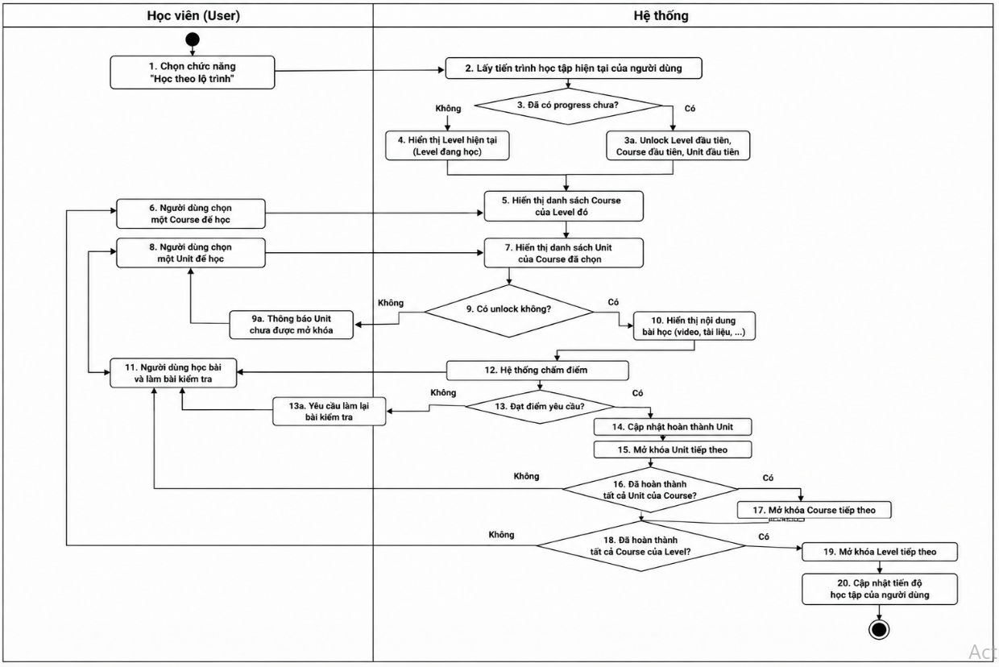 Học viên (User)
Hệ thống
1. Chọn chức năng
"Học theo lộ trình"
2. Lấy tiến trình học tập hiện tại của người dùng
3. Đã có progress chưa?
Không
Có
4. Hiển thị Level hiện tại
(Level đang học)
3a. Unlock Level đầu tiên,
Course đầu tiên, Unit đầu tiên
5. Hiển thị danh sách Course
của Level đó
6. Người dùng chọn
một Course để học
7. Hiển thị danh sách Unit
của Course đã chọn
8. Người dùng chọn
một Unit để học
9. Có unlock không?
Không
Có
9a. Thông báo Unit
chưa được mở khóa
10. Hiển thị nội dung
bài học (video, tài liệu, ...)
11. Người dùng học bài
và làm bài kiểm tra
12. Hệ thống chấm điểm
13. Đạt điểm yêu cầu?
Không
Có
13a. Yêu cầu làm lại
bài kiểm tra
14. Cập nhật hoàn thành Unit
15. Mở khóa Unit tiếp theo
16. Đã hoàn thành
tất cả Unit của Course?
Không
Có
17. Mở khóa Course tiếp theo
18. Đã hoàn thành
tất cả Course của Level?
Không
Có
19. Mở khóa Level tiếp theo
20. Cập nhật tiến độ
học tập của người dùng
Act